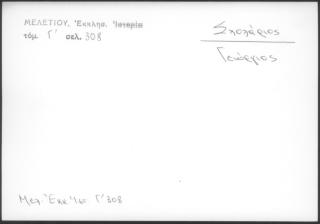 ΜΕΛΕΤΙΟΥ, Ἐκκλησ. Ἱστορία
τόμ. Γ΄ σελ. 308
Σχολάριος
Γεώργιος
Μελ. Ἐκκ Ἱσ Γ΄ 308